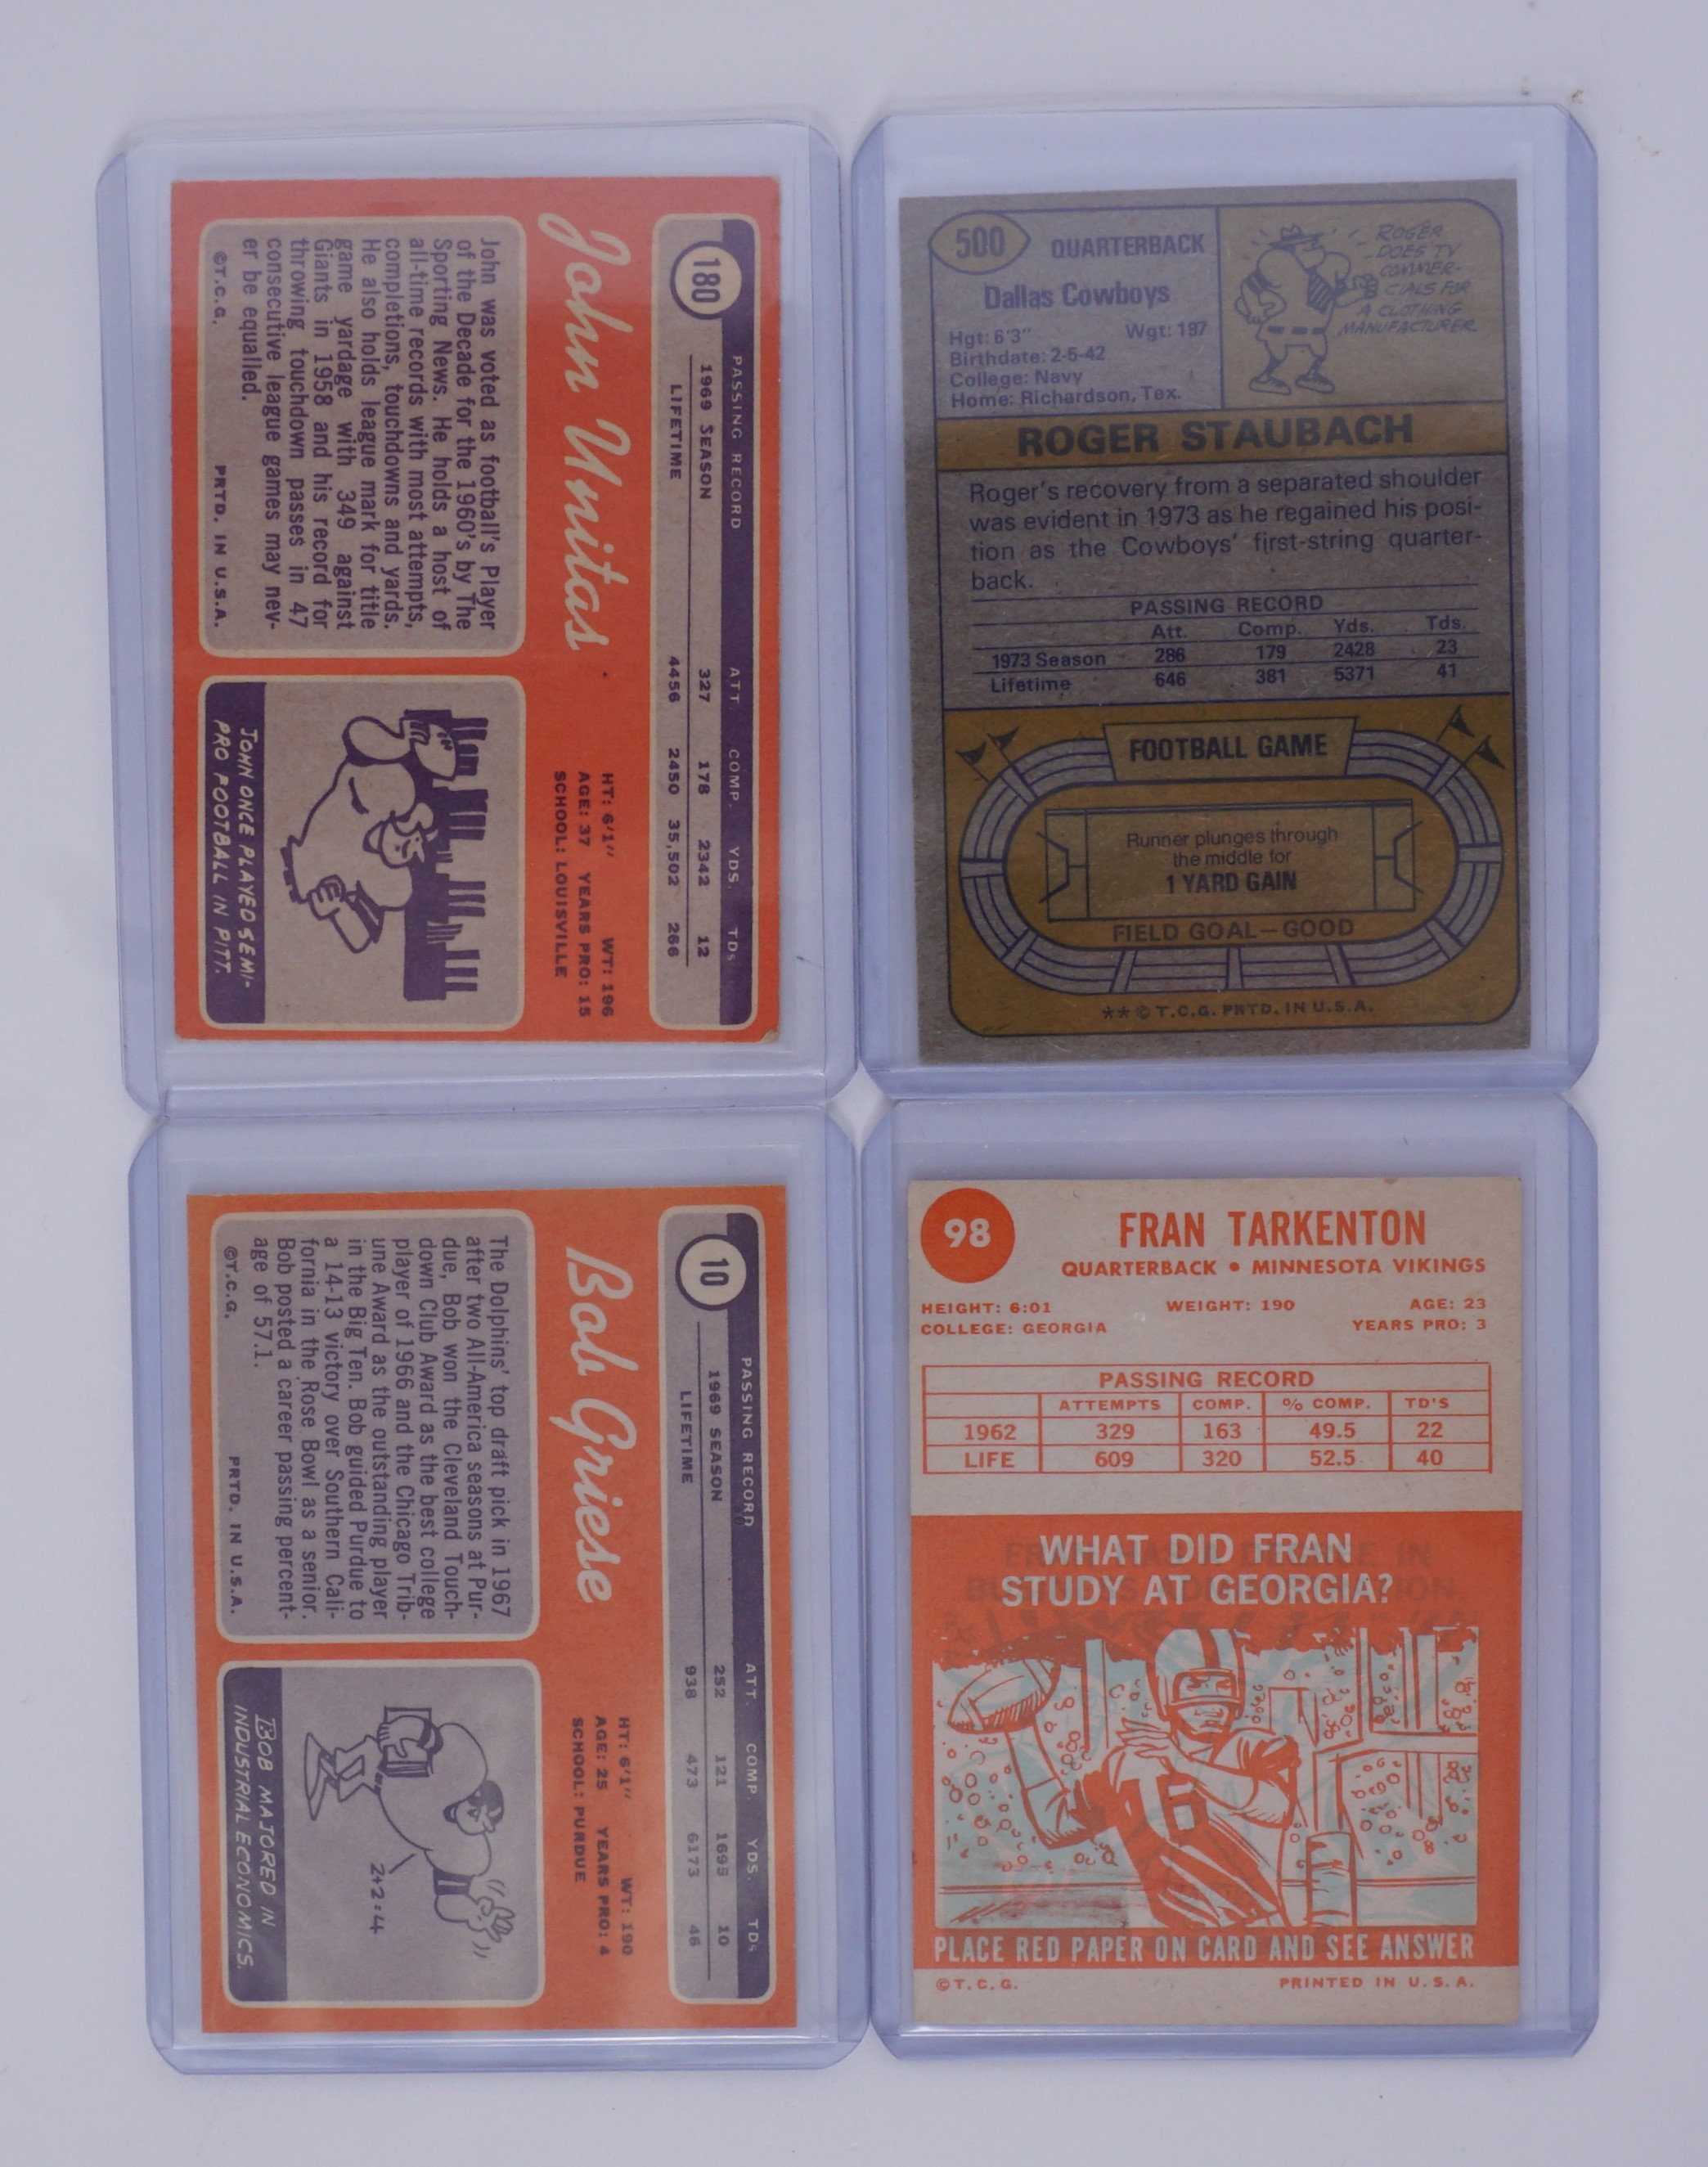 180
PASSING RECORD ATT. COMP. YDS. TDs
1969 SEASON 327 178 2342 12
LIFETIME 4456 2450 35,502 266
John Unitas
HT: 6'1" WT: 196
AGE: 37 YEARS PRO: 15
SCHOOL: LOUISVILLE
John was voted as football's Player
of the Decade for the 1960's by The
Sporting News. He holds a host of
all-time records with most attempts,
completions, touchdowns and yards.
He also holds league mark for title
game yardage with 349 against
Giants in 1958 and his record for
throwing touchdown passes in 47
consecutive league games may nev-
er be equalled.
©T.C.G. PRTD. IN U.S.A.
JOHN ONCE PLAYED SEMI-
PRO FOOTBALL IN PITT.
500
QUARTERBACK
Dallas Cowboys
Hgt: 6'3" Wgt: 197
Birthdate: 2-5-42
College: Navy
Home: Richardson, Tex.
ROGER
DOES TV
COMMER-
CIALS FOR
A CLOTHING
MANUFACTURER
ROGER STAUBACH
Roger's recovery from a separated shoulder
was evident in 1973 as he regained his posi-
tion as the Cowboys' first-string quarter-
back.
PASSING RECORD
Att. Comp. Yds. Tds.
1973 Season 286 179 2428 23
Lifetime 646 381 5371 41
FOOTBALL GAME
Runner plunges through
the middle for
1 YARD GAIN
FIELD GOAL—GOOD
** © T.C.G. PRTD. IN U.S.A.
10
PASSING RECORD ATT. COMP. YDS. TDs
1969 SEASON 252 121 1695 10
LIFETIME 938 473 6173 46
Bob Griese
HT: 6'1" WT: 190
AGE: 25 YEARS PRO: 4
SCHOOL: PURDUE
The Dolphins' top draft pick in 1967
after two All-America seasons at Pur-
due, Bob won the Cleveland Touch-
down Club Award as the best college
player of 1966 and the Chicago Trib-
une Award as the outstanding player
in the Big Ten. Bob guided Purdue to
a 14-13 victory over Southern Cali-
fornia in the Rose Bowl as a senior.
Bob posted a career passing percent-
age of 57.1.
©T.C.G. PRTD. IN U.S.A.
2+2=4
BOB MAJORED IN
INDUSTRIAL ECONOMICS.
98
FRAN TARKENTON
QUARTERBACK • MINNESOTA VIKINGS
HEIGHT: 6:01 WEIGHT: 190 AGE: 23
COLLEGE: GEORGIA YEARS PRO: 3
PASSING RECORD
ATTEMPTS COMP. % COMP. TD'S
1962 329 163 49.5 22
LIFE 609 320 52.5 40
WHAT DID FRAN
STUDY AT GEORGIA?
16
PLACE RED PAPER ON CARD AND SEE ANSWER
©T.C.G. PRINTED IN U.S.A.